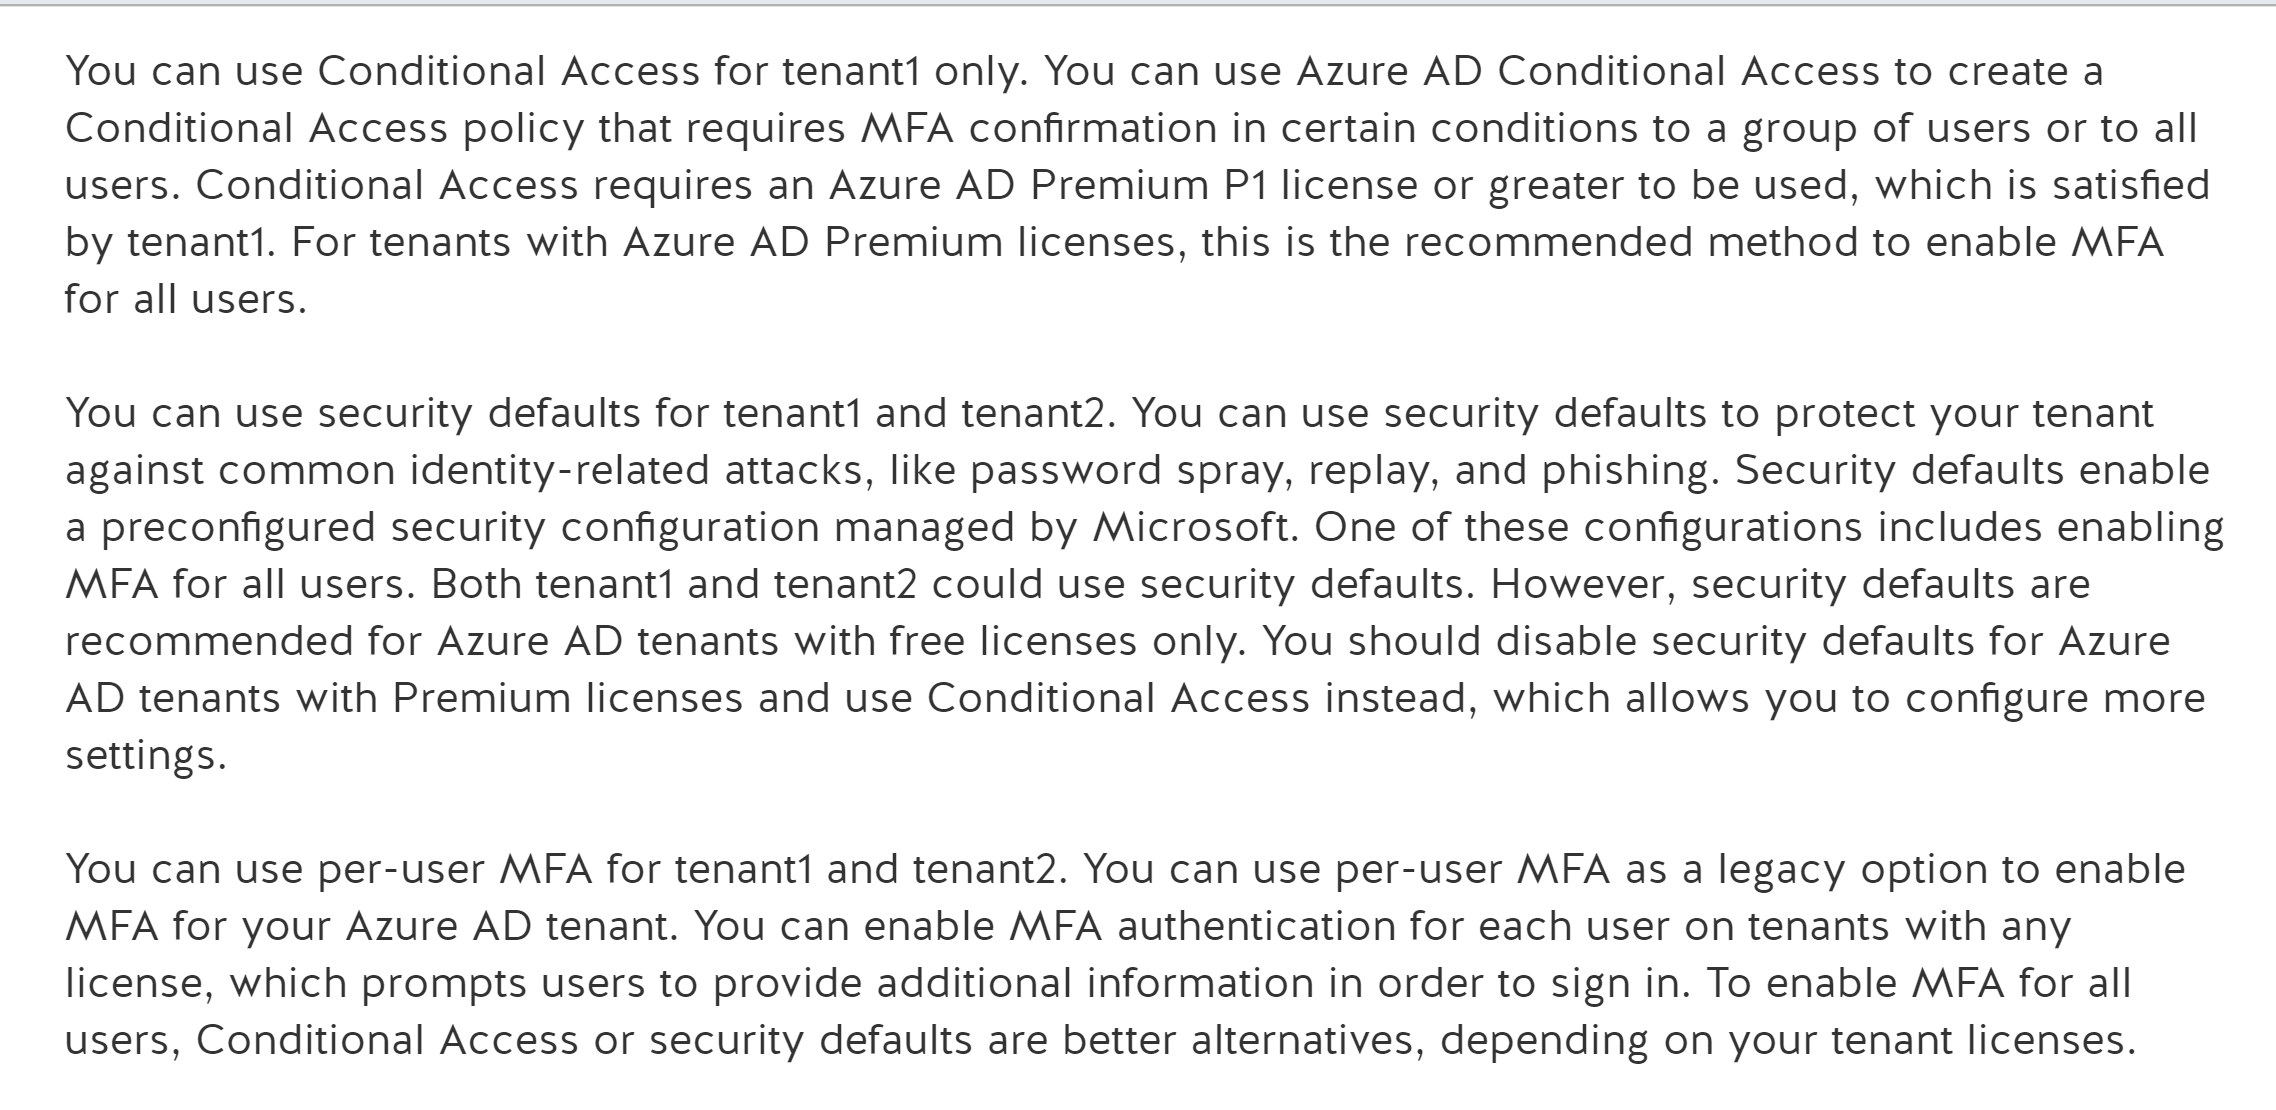 You can use Conditional Access for tenant1 only. You can use Azure AD Conditional Access to create a
Conditional Access policy that requires MFA confirmation in certain conditions to a group of users or to all
users. Conditional Access requires an Azure AD Premium P1 license or greater to be used, which is satisfied
by tenant1. For tenants with Azure AD Premium licenses, this is the recommended method to enable MFA
for all users.
You can use security defaults for tenant1 and tenant2. You can use security defaults to protect your tenant
against common identity-related attacks, like password spray, replay, and phishing. Security defaults enable
a preconfigured security configuration managed by Microsoft. One of these configurations includes enabling
MFA for all users. Both tenant1 and tenant2 could use security defaults. However, security defaults are
recommended for Azure AD tenants with free licenses only. You should disable security defaults for Azure
AD tenants with Premium licenses and use Conditional Access instead, which allows you to configure more
settings.
You can use per-user MFA for tenant1 and tenant2. You can use per-user MFA as a legacy option to enable
MFA for your Azure AD tenant. You can enable MFA authentication for each user on tenants with any
license, which prompts users to provide additional information in order to sign in. To enable MFA for all
users, Conditional Access or security defaults are better alternatives, depending on your tenant licenses.